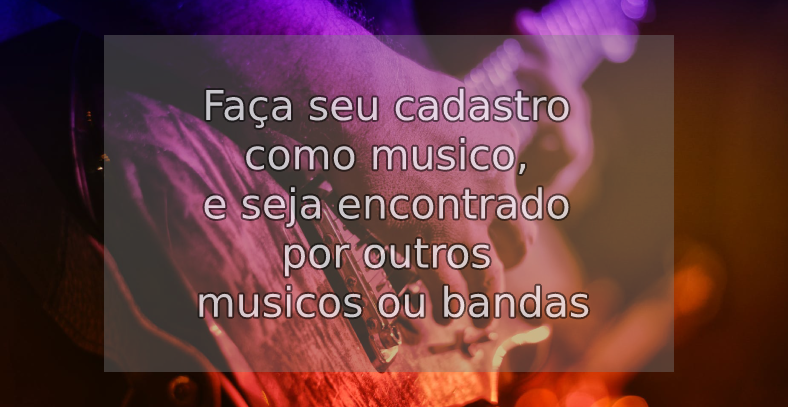 Faça seu cadastro
como musico,
e seja encontrado
por outros
musicos ou bandas